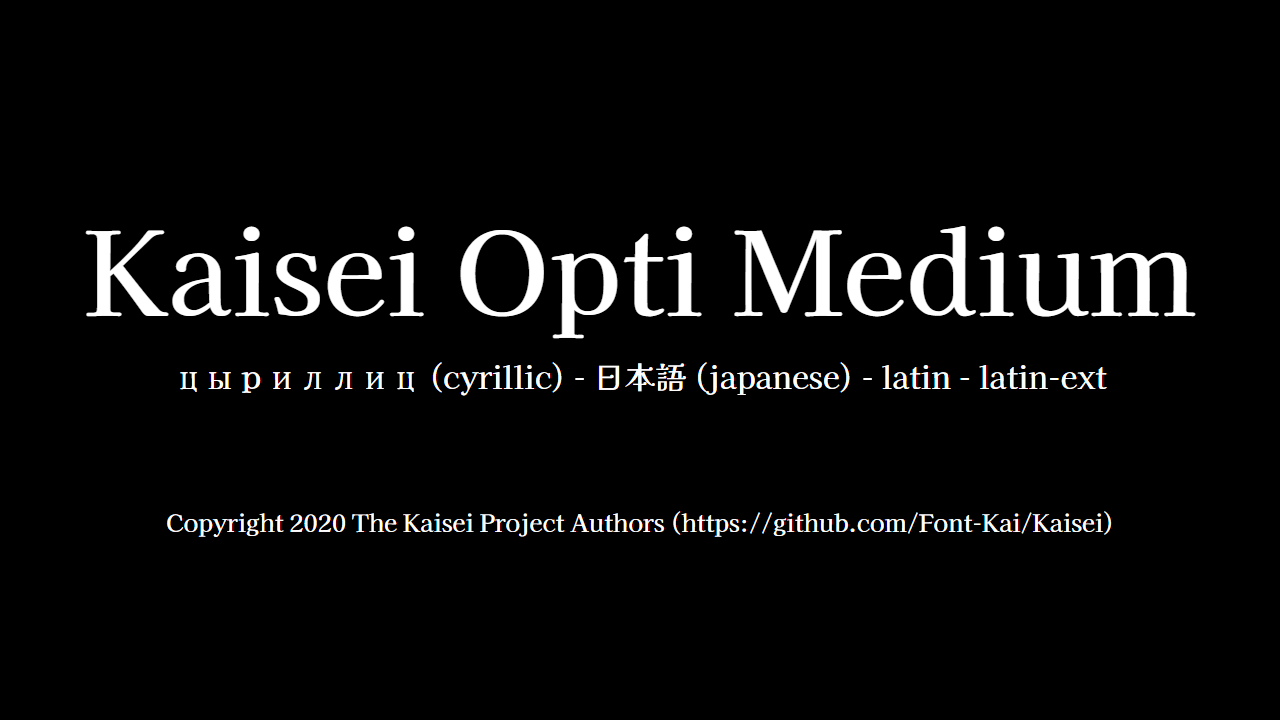 Kaisei Opti Medium
цыриллиц (cyrillic) - 日本語 (japanese) - latin - latin-ext
Copyright 2020 The Kaisei Project Authors (https://github.com/Font-Kai/Kaisei)